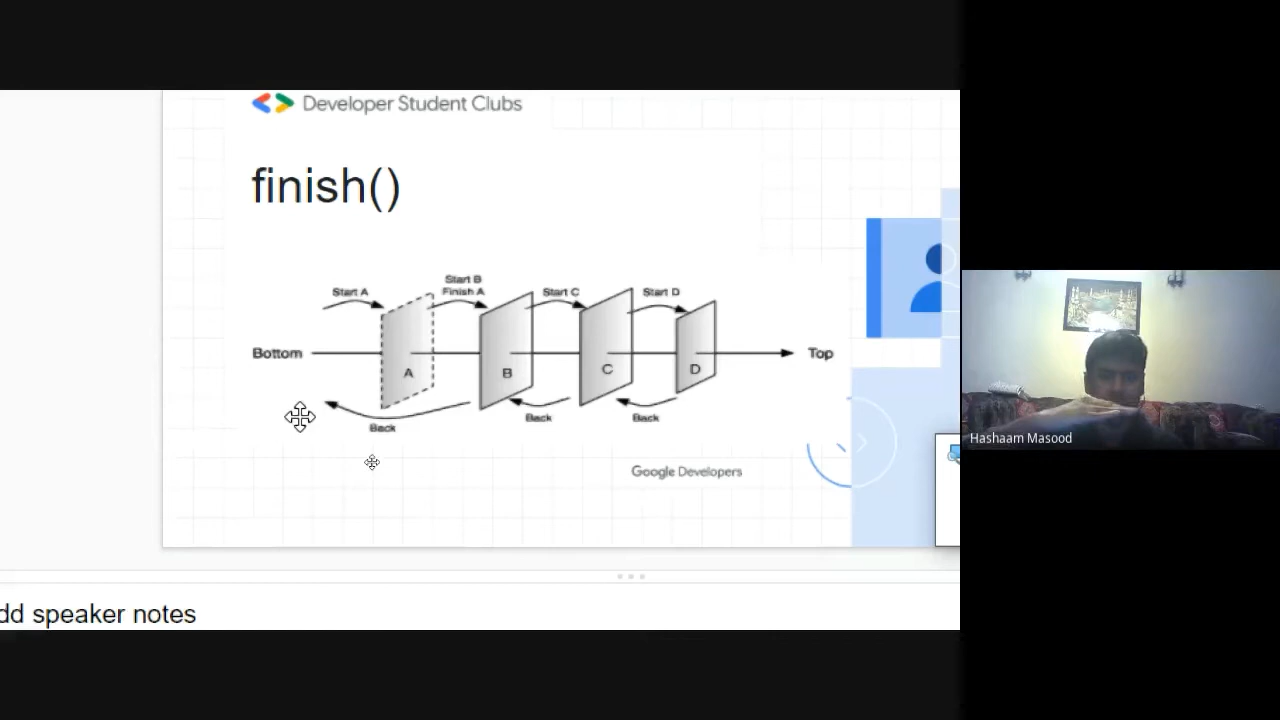 Developer Student Clubs
finish()
Start A
Start B
Finish A
Start C
Start D
Bottom
A
B
C
D
Top
Back
Back
Back
Google Developers
Hashaam Masood
dd speaker notes